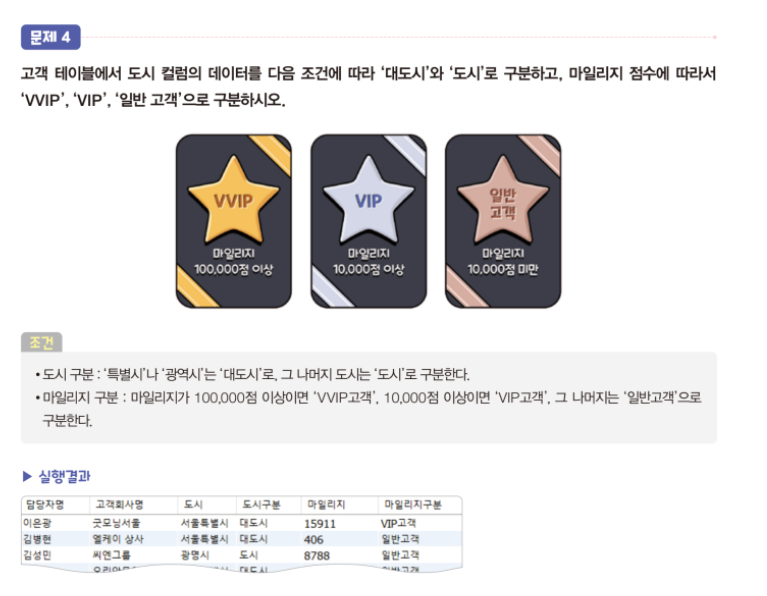 문제 4
고객 테이블에서 도시 컬럼의 데이터를 다음 조건에 따라 ‘대도시’와 ‘도시’로 구분하고, 마일리지 점수에 따라서
‘VVIP’, ‘VIP’, ‘일반 고객’으로 구분하시오.
VVIP
마일리지
100,000점 이상
VIP
마일리지
10,000점 이상
일반
고객
마일리지
10,000점 미만
조건
• 도시 구분 : ‘특별시’나 ‘광역시’는 ‘대도시’로, 그 나머지 도시는 ‘도시’로 구분한다.
• 마일리지 구분 : 마일리지가 100,000점 이상이면 ‘VVIP고객’, 10,000점 이상이면 ‘VIP고객’, 그 나머지는 ‘일반고객’으로
구분한다.
▶ 실행결과
담당자명 고객회사명 도시 도시구분 마일리지 마일리지구분
이은광 굿모닝서울 서울특별시 대도시 15911 VIP고객
김병현 엘케이 상사 서울특별시 대도시 406 일반고객
김성민 씨엔그룹 광명시 도시 8788 일반고객
대도시 일반고객